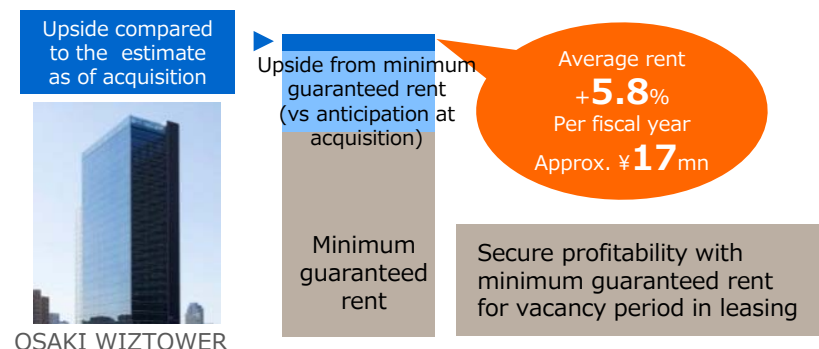 Upside compared
to the estimate
as of acquisition
Upside from minimum
guaranteed rent
(vs anticipation at
acquisition)
Average rent
+5.8%
Per fiscal year
Approx. ¥17mn
Minimum
guaranteed
rent
Secure profitability with
minimum guaranteed rent
for vacancy period in leasing
OSAKI WIZTOWER